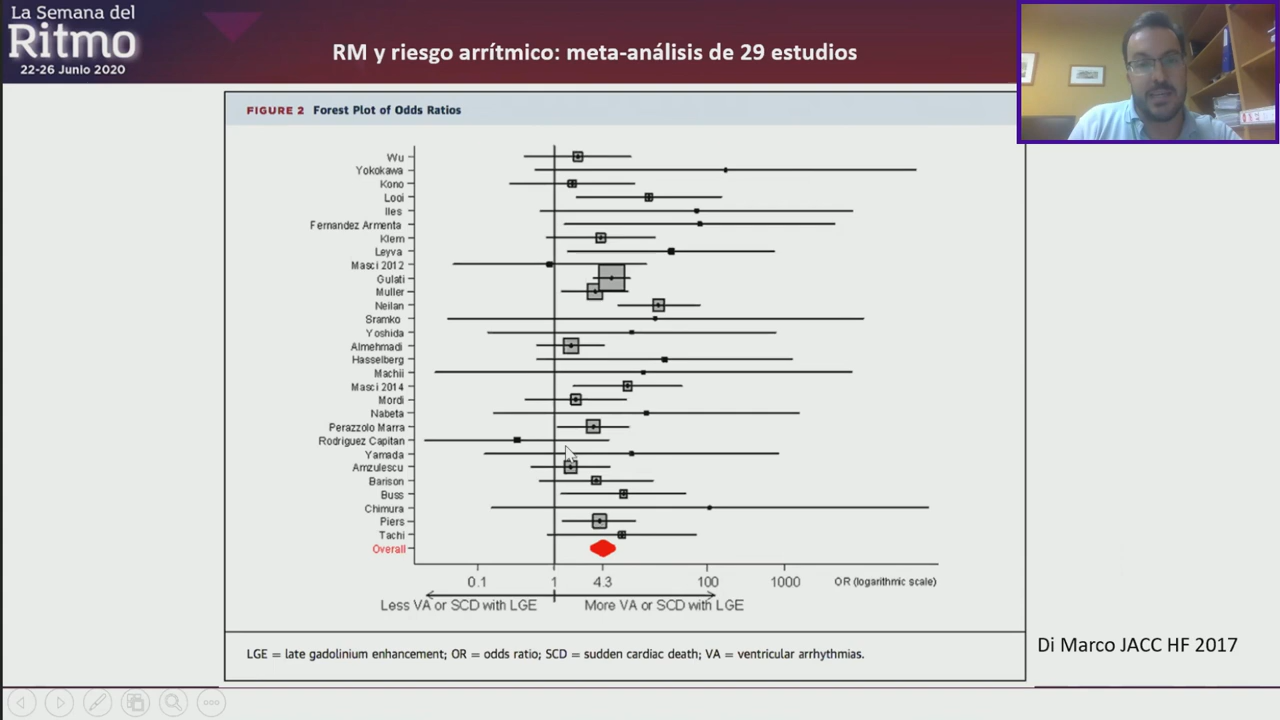 La Semana del
Ritmo
22-26 Junio 2020
RM y riesgo arrítmico: meta-análisis de 29 estudios
FIGURE 2 Forest Plot of Odds Ratios
Wu
Yokokawa
Kono
Looi
Iles
Fernandez Armenta
Klem
Leyva
Masci 2012
Gulati
Muller
Neilan
Sramko
Yoshida
Almehmadi
Hasselberg
Machii
Masci 2014
Mordi
Nabeta
Perazzolo Marra
Rodriguez Capitan
Yamada
Amzulescu
Barison
Buss
Chimura
Piers
Tachi
Overall
0.1 1 4.3 100 1000 OR (logarithmic scale)
Less VA or SCD with LGE More VA or SCD with LGE
LGE = late gadolinium enhancement; OR = odds ratio; SCD = sudden cardiac death; VA = ventricular arrhythmias.
Di Marco JACC HF 2017